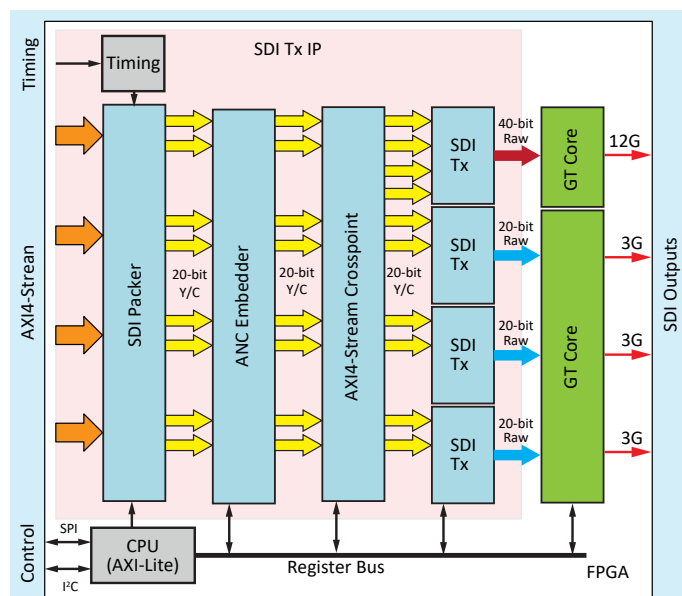 Timing
SDI Tx IP
Timing
AXI4-Strean
SDI Packer
20-bit
Y/C
ANC Embedder
20-bit
Y/C
AXI4-Stream Crosspoint
20-bit
Y/C
SDI
Tx
40-bit
Raw
GT Core
12G
SDI
Tx
20-bit
Raw
3G
SDI
Tx
20-bit
Raw
GT Core
3G
SDI
Tx
20-bit
Raw
3G
SDI Outputs
Control
SPI
I²C
CPU
(AXI-Lite)
Register Bus
FPGA